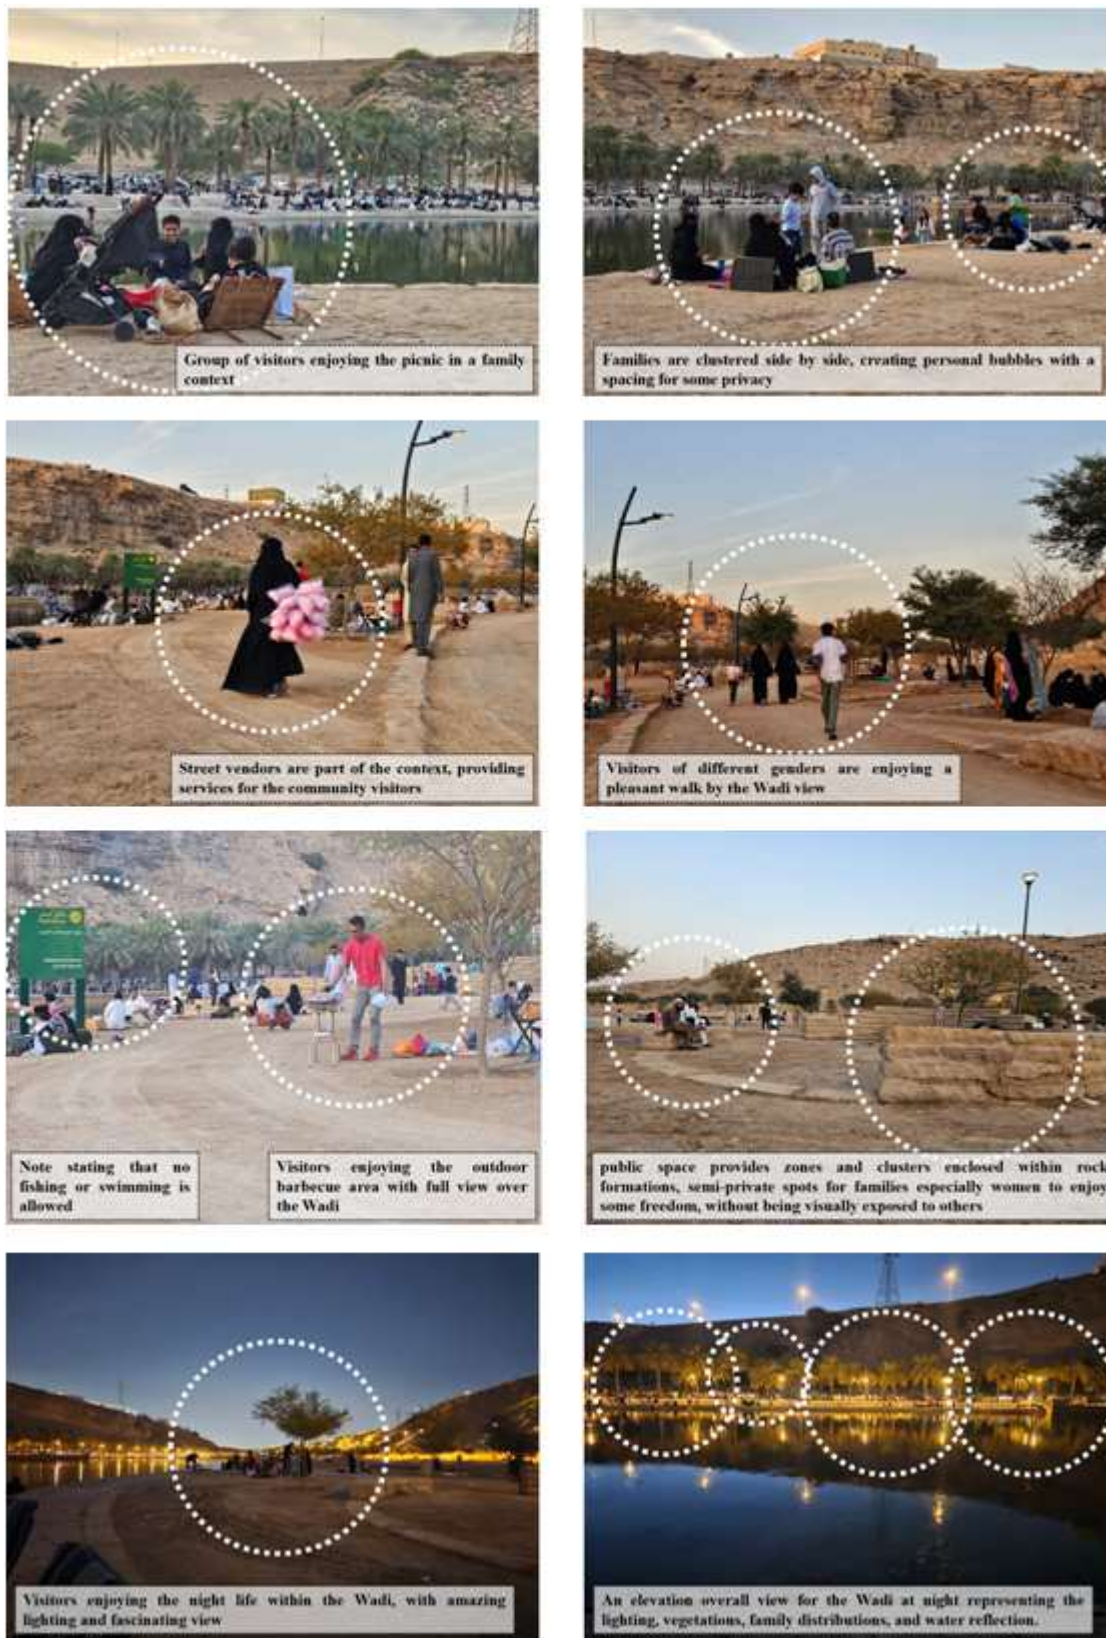 Group of visitors enjoying the picnic in a family
context
Families are clustered side by side, creating personal bubbles with a
spacing for some privacy
Street vendors are part of the context, providing
services for the community visitors
Visitors of different genders are enjoying a
pleasant walk by the Wadi view
Note stating that no
fishing or swimming is
allowed
Visitors enjoying the outdoor
barbecue area with full view over
the Wadi
public space provides zones and clusters enclosed within rock
formations, semi-private spots for families especially women to enjoy
some freedom, without being visually exposed to others
Visitors enjoying the night life within the Wadi, with amazing
lighting and fascinating view
An elevation overall view for the Wadi at night representing the
lighting, vegetations, family distributions, and water reflection.